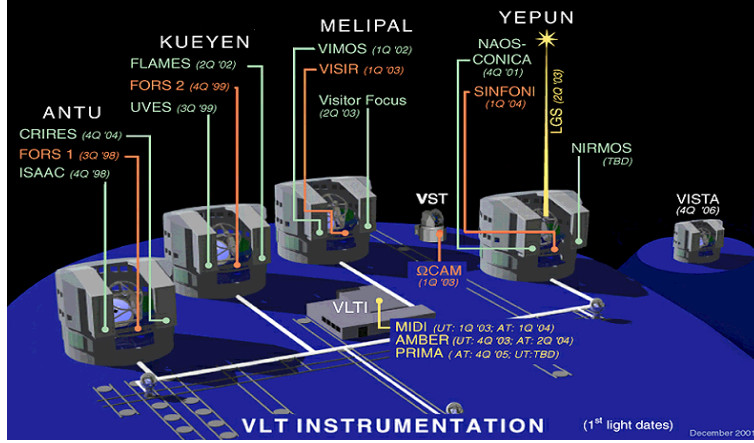 ANTU
CRIRES (4Q '04)
FORS 1 (3Q '98)
ISAAC (4Q '98)
KUEYEN
FLAMES (2Q '02)
FORS 2 (4Q '99)
UVES (3Q '99)
MELIPAL
VIMOS (1Q '02)
VISIR (1Q '03)
Visitor Focus
(2Q '03)
YEPUN
NAOS-
CONICA
(4Q '01)
SINFONI
(1Q '04)
LGS (2Q '03)
NIRMOS
(TBD)
VST
ΩCAM
(1Q '03)
VISTA
(4Q '06)
VLTI
MIDI (UT: 1Q '03; AT: 1Q '04)
AMBER (UT: 4Q '03; AT: 2Q '04)
PRIMA ( AT: 4Q '05; UT:TBD)
VLT INSTRUMENTATION
(1st light dates)
December 2001